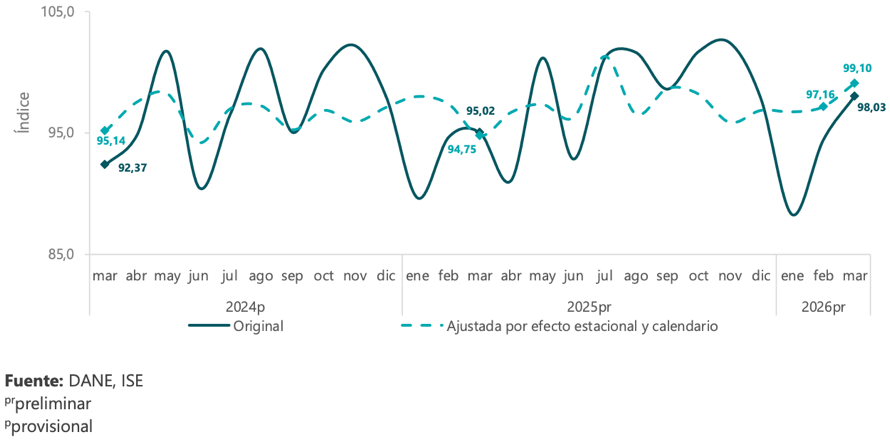 105,0
99,10
97,16
95,02
98,03
Índice
95,0
95,14
94,75
92,37
85,0
mar abr may jun jul ago sep oct nov dic ene feb mar abr may jun jul ago sep oct nov dic ene feb mar
2024p 2025pr 2026pr
Original Ajustada por efecto estacional y calendario
Fuente: DANE, ISE
prpreliminar
pprovisional